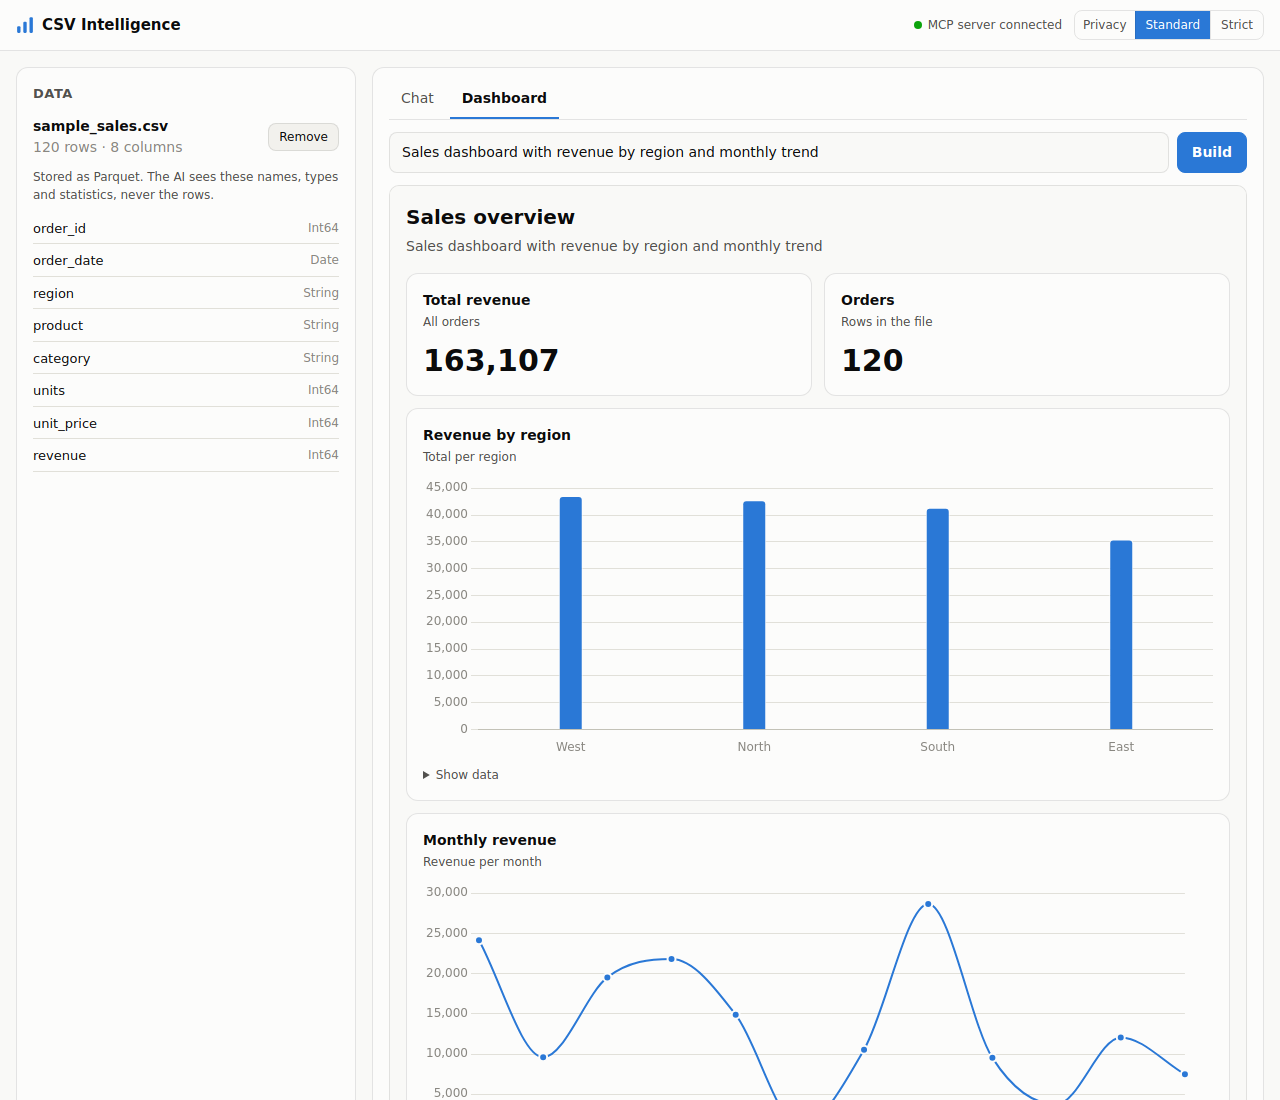 CSV Intelligence
MCP server connected
Privacy
Standard
Strict
DATA
sample_sales.csv
120 rows · 8 columns
Remove
Stored as Parquet. The AI sees these names, types
and statistics, never the rows.
order_id Int64
order_date Date
region String
product String
category String
units Int64
unit_price Int64
revenue Int64
Chat
Dashboard
Sales dashboard with revenue by region and monthly trend
Build
Sales overview
Sales dashboard with revenue by region and monthly trend
Total revenue
All orders
163,107
Orders
Rows in the file
120
Revenue by region
Total per region
45,000
40,000
35,000
30,000
25,000
20,000
15,000
10,000
5,000
0
West North South East
Show data
Monthly revenue
Revenue per month
30,000
25,000
20,000
15,000
10,000
5,000